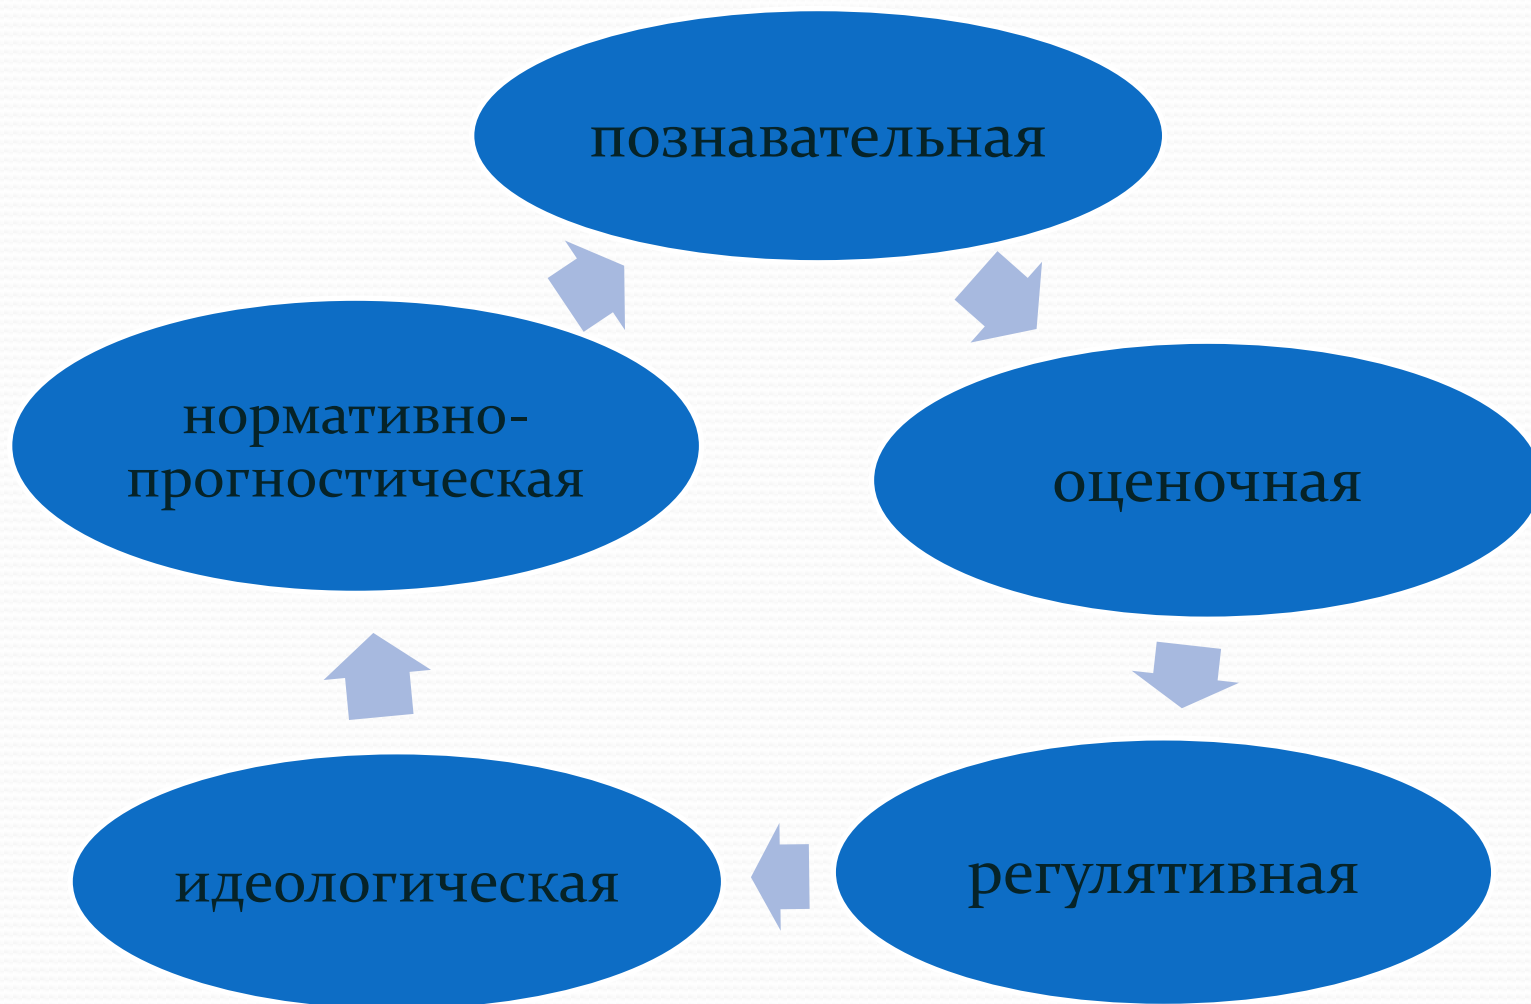 познавательная
оценочная
регулятивная
идеологическая
нормативно-
прогностическая